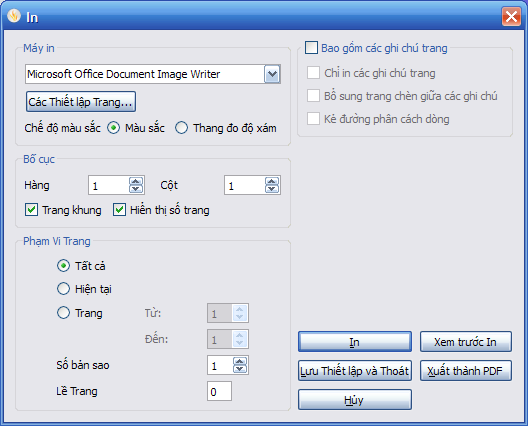 In
Máy in
Microsoft Office Document Image Writer
Các Thiết lập Trang...
Chế độ màu sắc Màu sắc Thang đo độ xám
Bao gồm các ghi chú trang
Chỉ in các ghi chú trang
Bổ sung trang chèn giữa các ghi chú
Kẻ đường phân cách dòng
Bố cục
Hàng 1 Cột 1
Trang khung Hiển thị số trang
Phạm Vi Trang
Tất cả
Hiện tại
Trang Từ: 1
Đến: 1
Số bản sao 1
Lề Trang 0
In Xem trước In
Lưu Thiết lập và Thoát Xuất thành PDF
Hủy